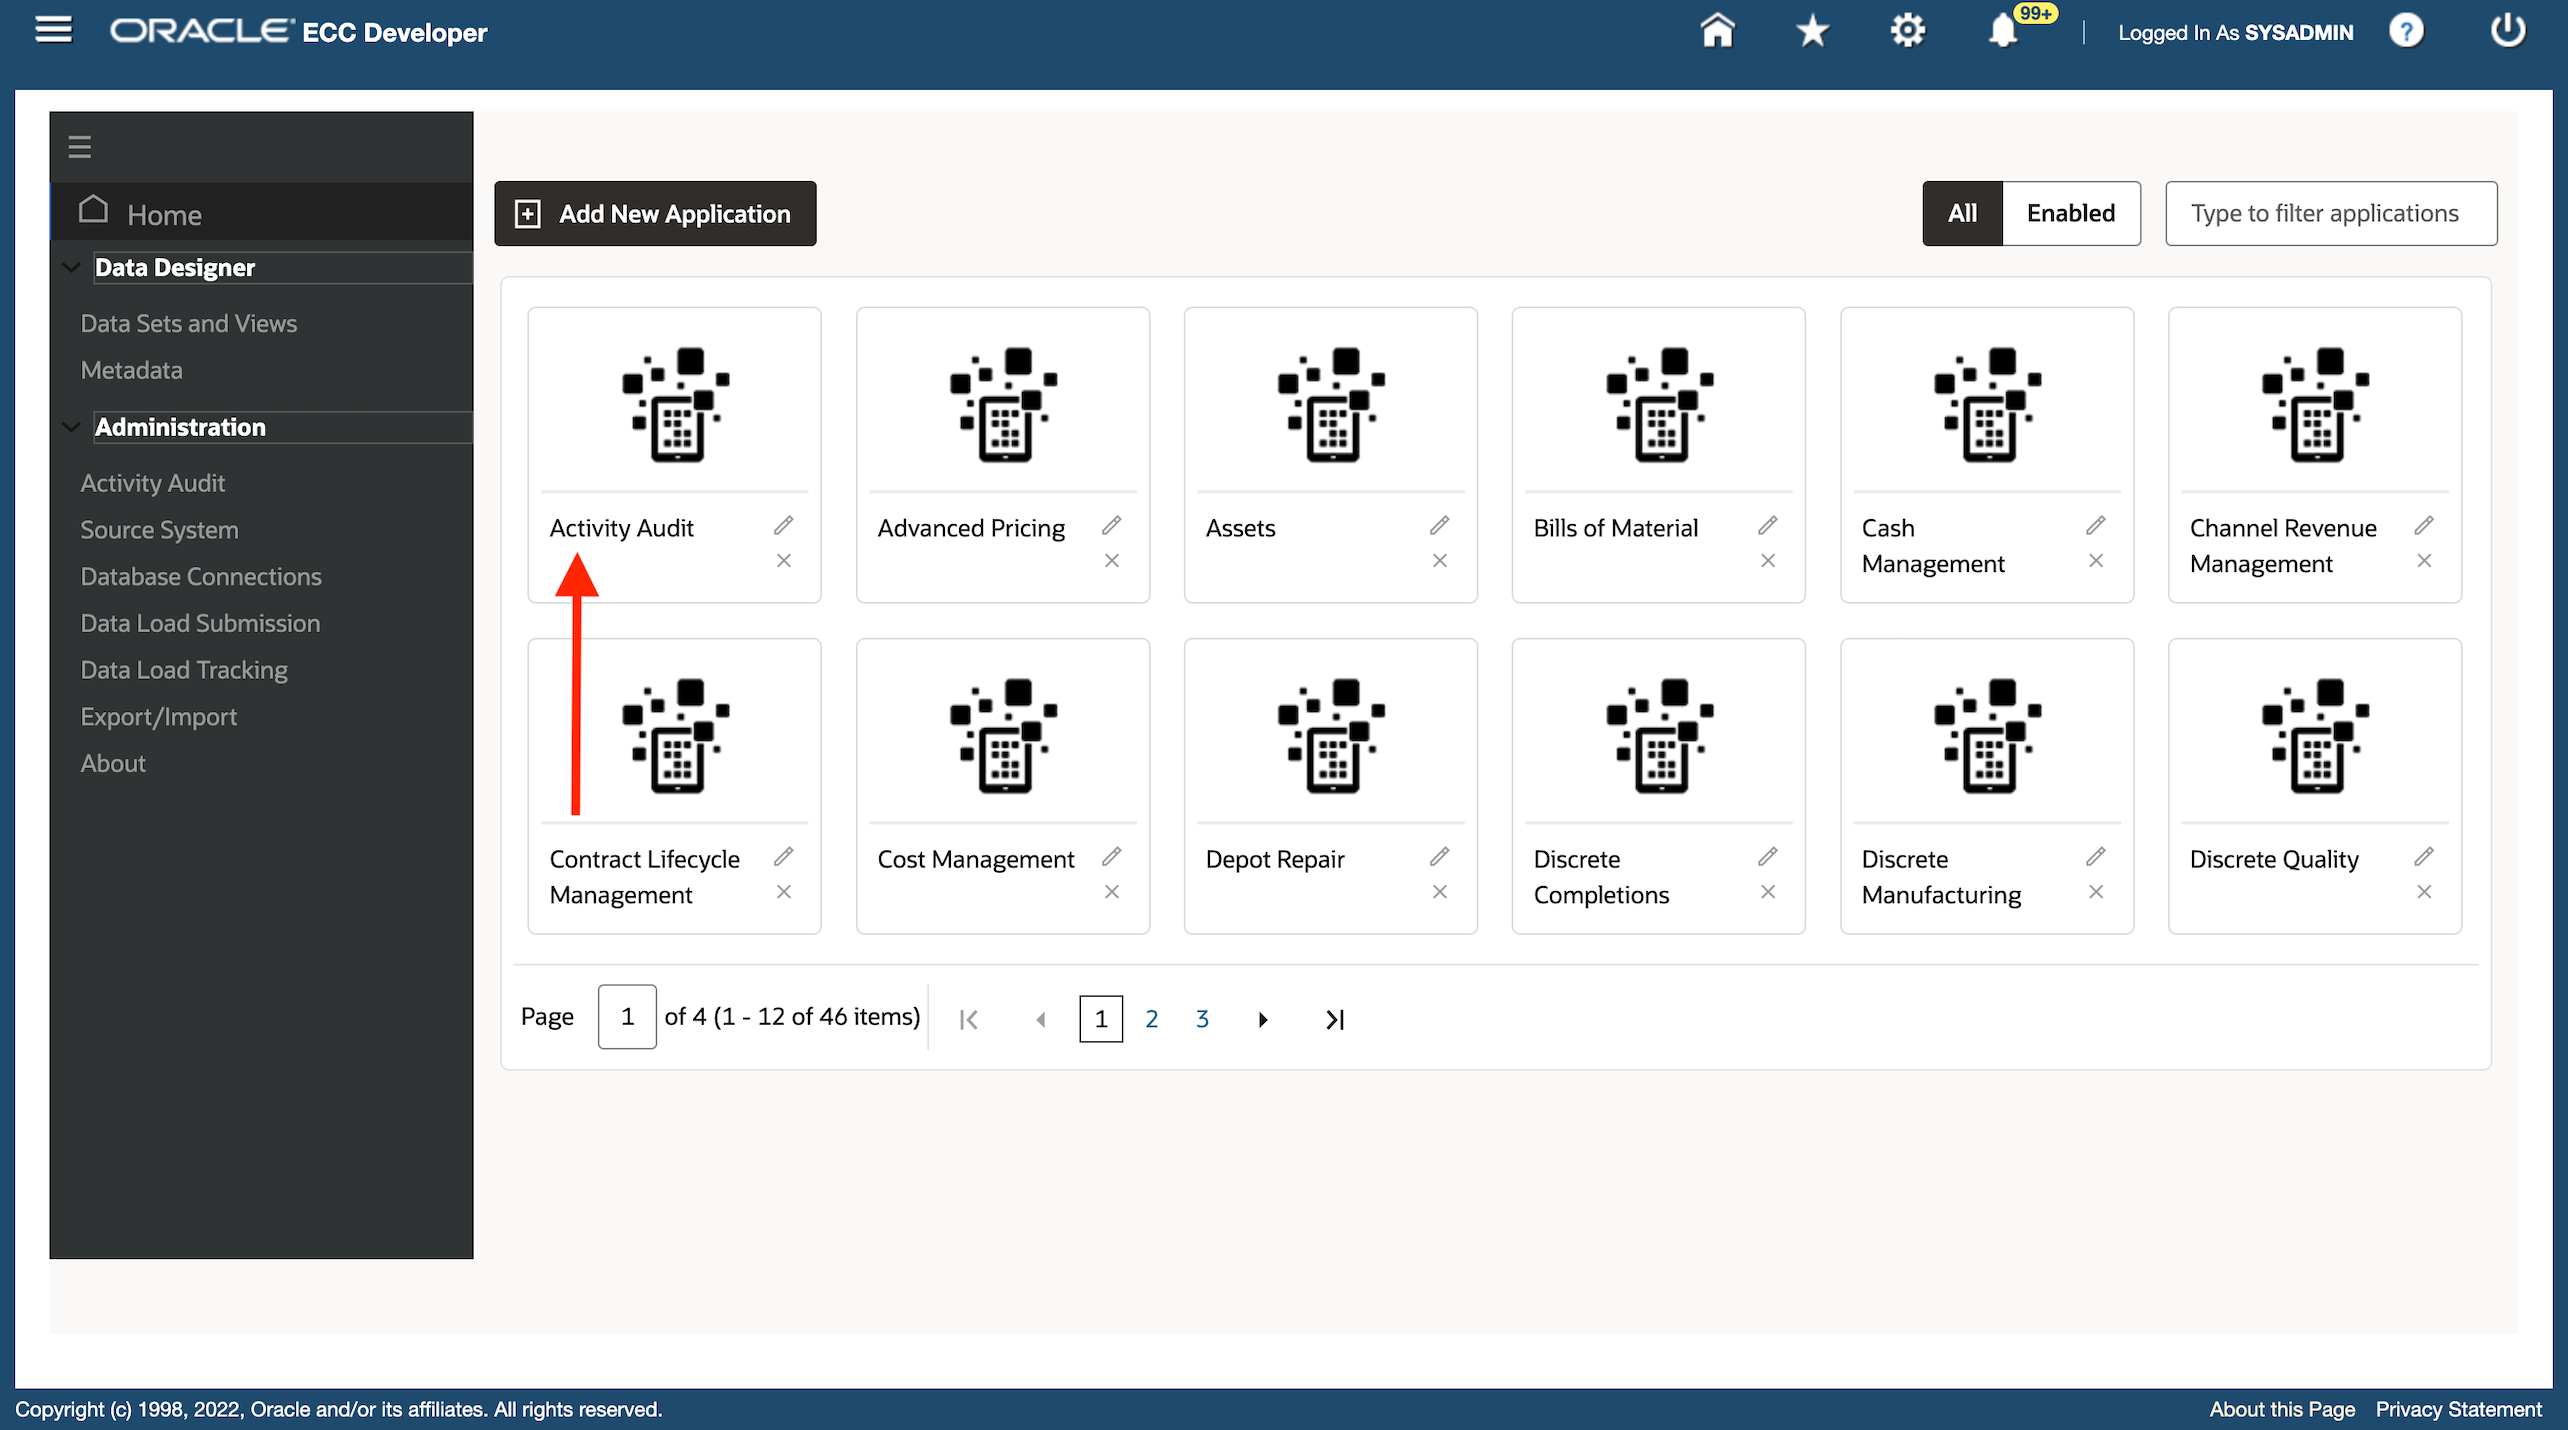 ORACLE ECC Developer
99+
Logged In As SYSADMIN
?
Home
Data Designer
Data Sets and Views
Metadata
Administration
Activity Audit
Source System
Database Connections
Data Load Submission
Data Load Tracking
Export/Import
About
Add New Application
All
Enabled
Type to filter applications
Activity Audit
Advanced Pricing
Assets
Bills of Material
Cash
Management
Channel Revenue
Management
Contract Lifecycle
Management
Cost Management
Depot Repair
Discrete
Completions
Discrete
Manufacturing
Discrete Quality
Page 1 of 4 (1 - 12 of 46 items) 1 2 3
Copyright (c) 1998, 2022, Oracle and/or its affiliates. All rights reserved.
About this Page Privacy Statement